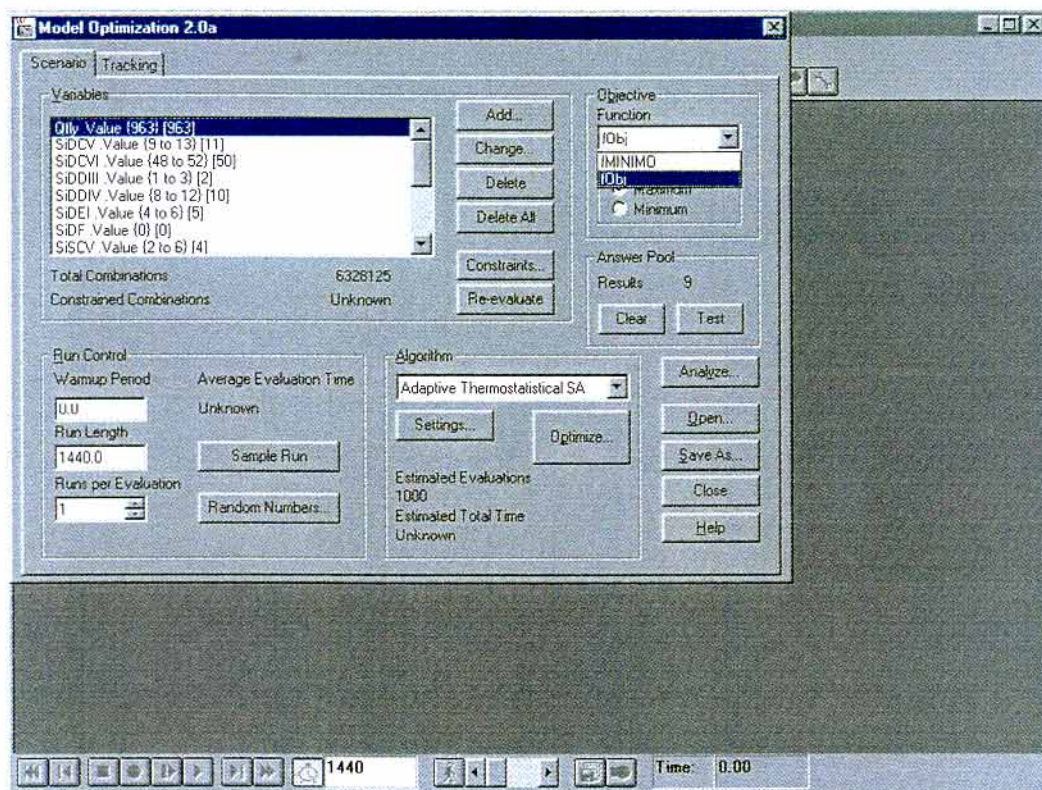 Model Optimization 2.0a
Scenario
Tracking
Variables
Qtly .Value {963} [963]
SiDCV .Value {9 to 13} [11]
SiDCVI .Value {48 to 52} [50]
SiDDIII .Value {1 to 3} [2]
SiDDIV .Value {8 to 12} [10]
SiDEI .Value {4 to 6} [5]
SiDF .Value {0} [0]
SiSCV .Value {2 to 6} [4]
Total Combinations 6328125
Constrained Combinations Unknown
Add...
Change...
Delete
Delete All
Constraints...
Re-evaluate
Objective
Function
fObj
fMINIMO
fObj
Maximum
Minimum
Answer Pool
Results 9
Clear
Test
Run Control
Warmup Period
0.0
Run Length
1440.0
Runs per Evaluation
1
Average Evaluation Time
Unknown
Sample Run
Random Numbers...
Algorithm
Adaptive Thermostatistical SA
Settings...
Optimize...
Estimated Evaluations
1000
Estimated Total Time
Unknown
Analyze...
Open...
Save As...
Close
Help
1440
Time: 0.00